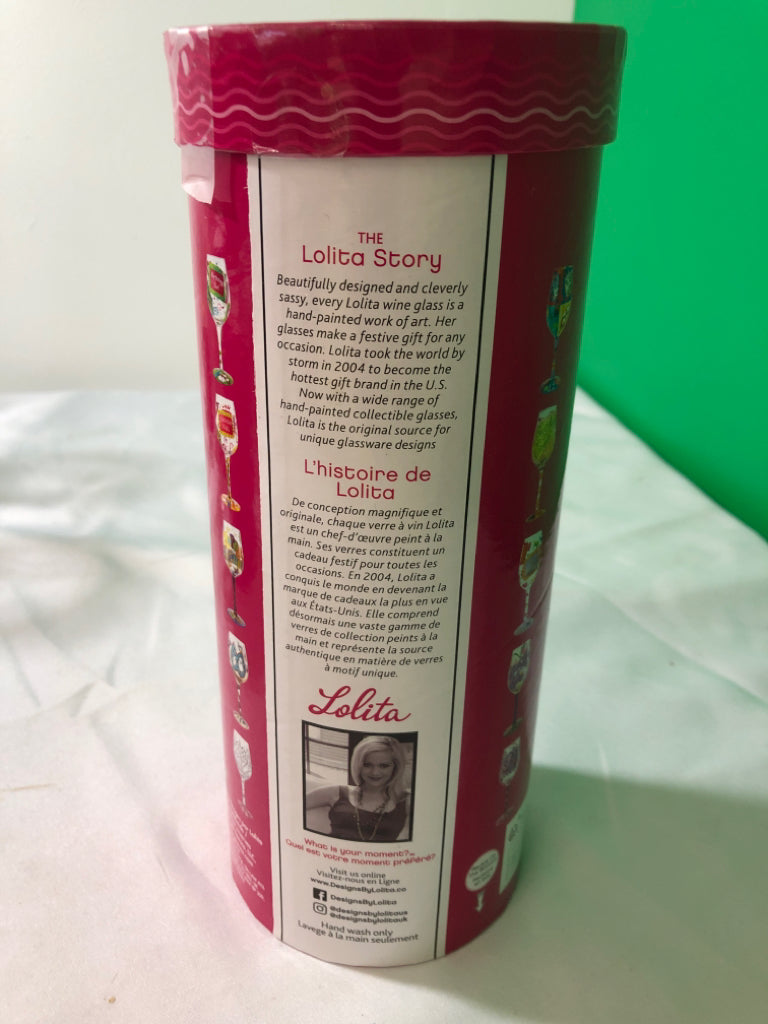 THE
Lolita Story
Beautifully designed and cleverly
sassy, every Lolita wine glass is a
hand-painted work of art. Her
glasses make a festive gift for any
occasion. Lolita took the world by
storm in 2004 to become the
hottest gift brand in the U.S.
Now with a wide range of
hand-painted collectible glasses,
Lolita is the original source for
unique glassware designs
L'histoire de
Lolita
De conception magnifique et
originale, chaque verre à vin Lolita
est un chef-d'œuvre peint à la
main. Ses verres constituent un
cadeau festif pour toutes les
occasions. En 2004, Lolita a
conquis le monde en devenant la
marque de cadeaux la plus en vue
aux États-Unis. Elle comprend
désormais une vaste gamme de
verres de collection peints à la
main et représente la source
authentique en matière de verres
à motif unique.
Lolita
What is your moment?™
Quel est votre moment préféré?
Visit us online
Visitez-nous en Ligne
www.DesignsByLolita.co
DesignsByLolita
@designsbylolitaus
@designsbylolitauk
Hand wash only
Lavege à la main seulement